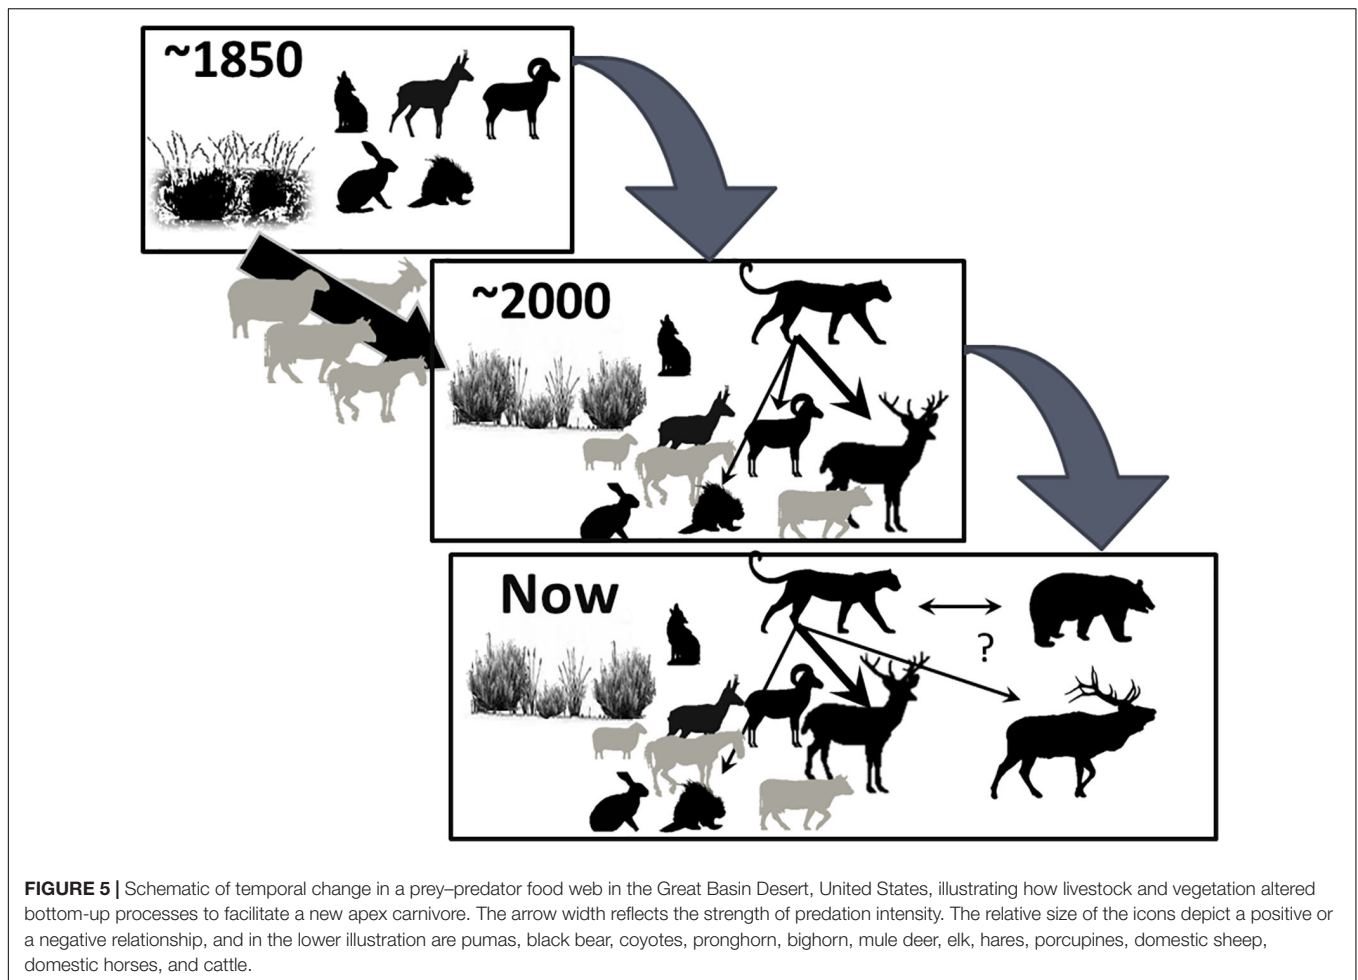 ~1850
~2000
Now
?
FIGURE 5 | Schematic of temporal change in a prey–predator food web in the Great Basin Desert, United States, illustrating how livestock and vegetation altered
bottom-up processes to facilitate a new apex carnivore. The arrow width reflects the strength of predation intensity. The relative size of the icons depict a positive or
a negative relationship, and in the lower illustration are pumas, black bear, coyotes, pronghorn, bighorn, mule deer, elk, hares, porcupines, domestic sheep,
domestic horses, and cattle.